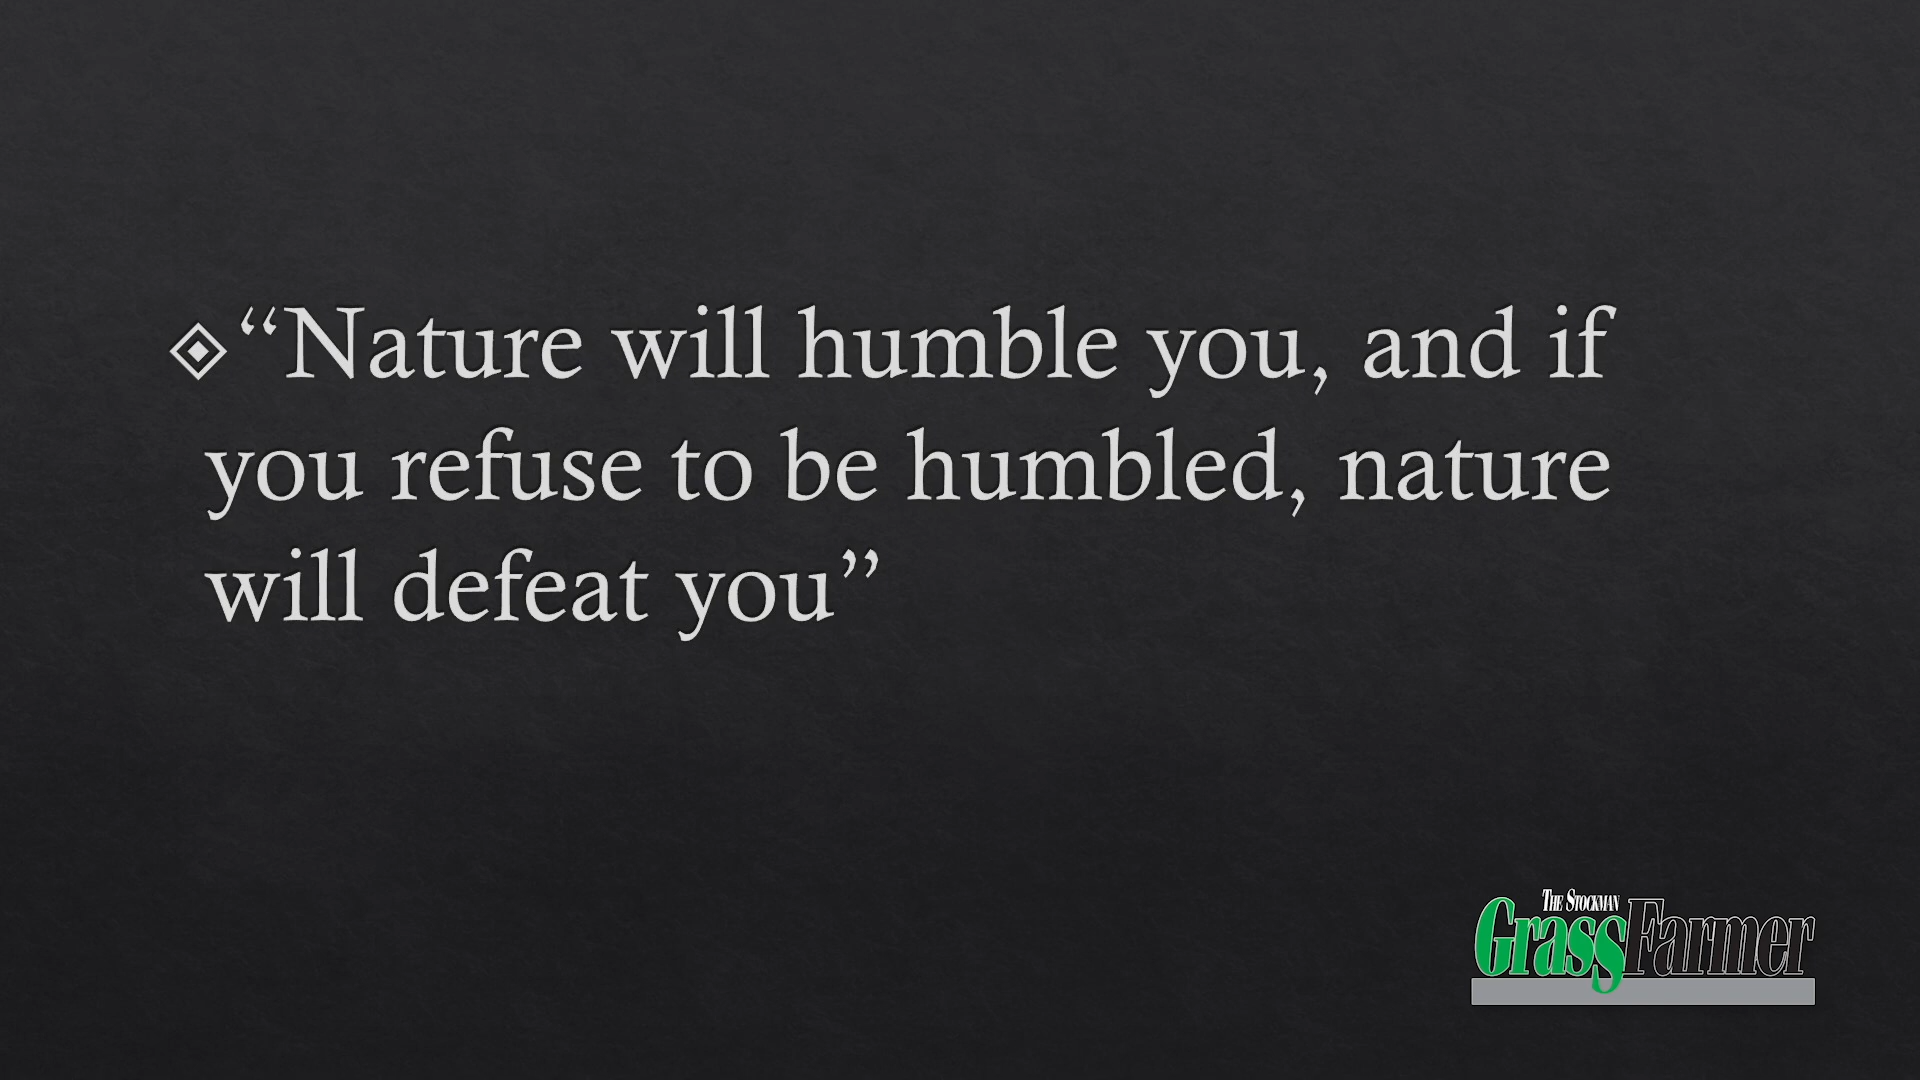 “Nature will humble you, and if
you refuse to be humbled, nature
will defeat you”
The Stockman
GrassFarmer